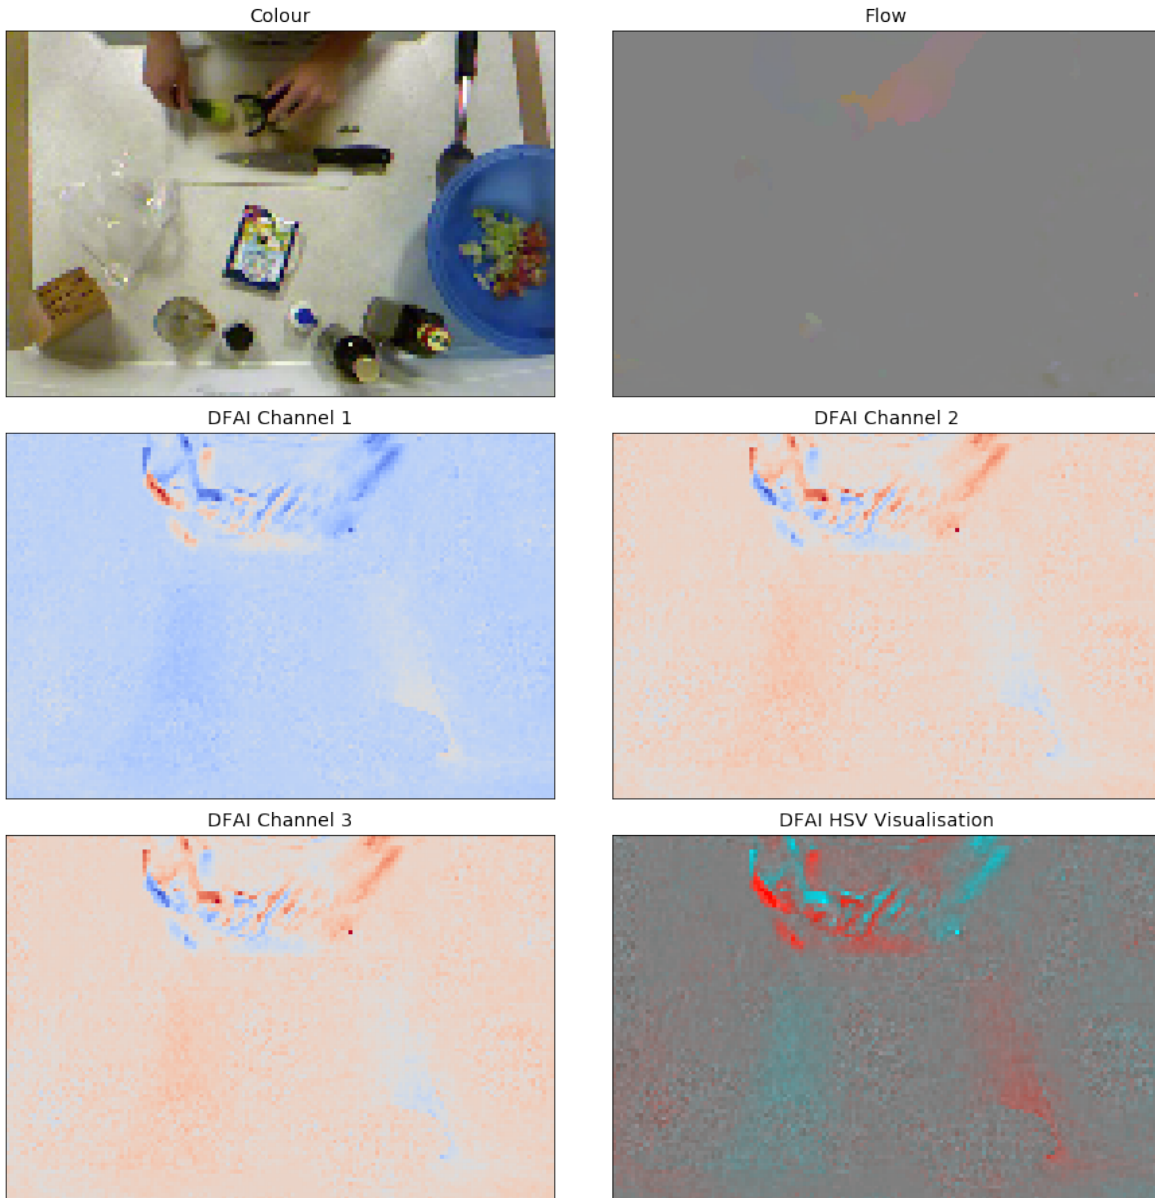 Colour
Flow
DFAI Channel 1
DFAI Channel 2
DFAI Channel 3
DFAI HSV Visualisation